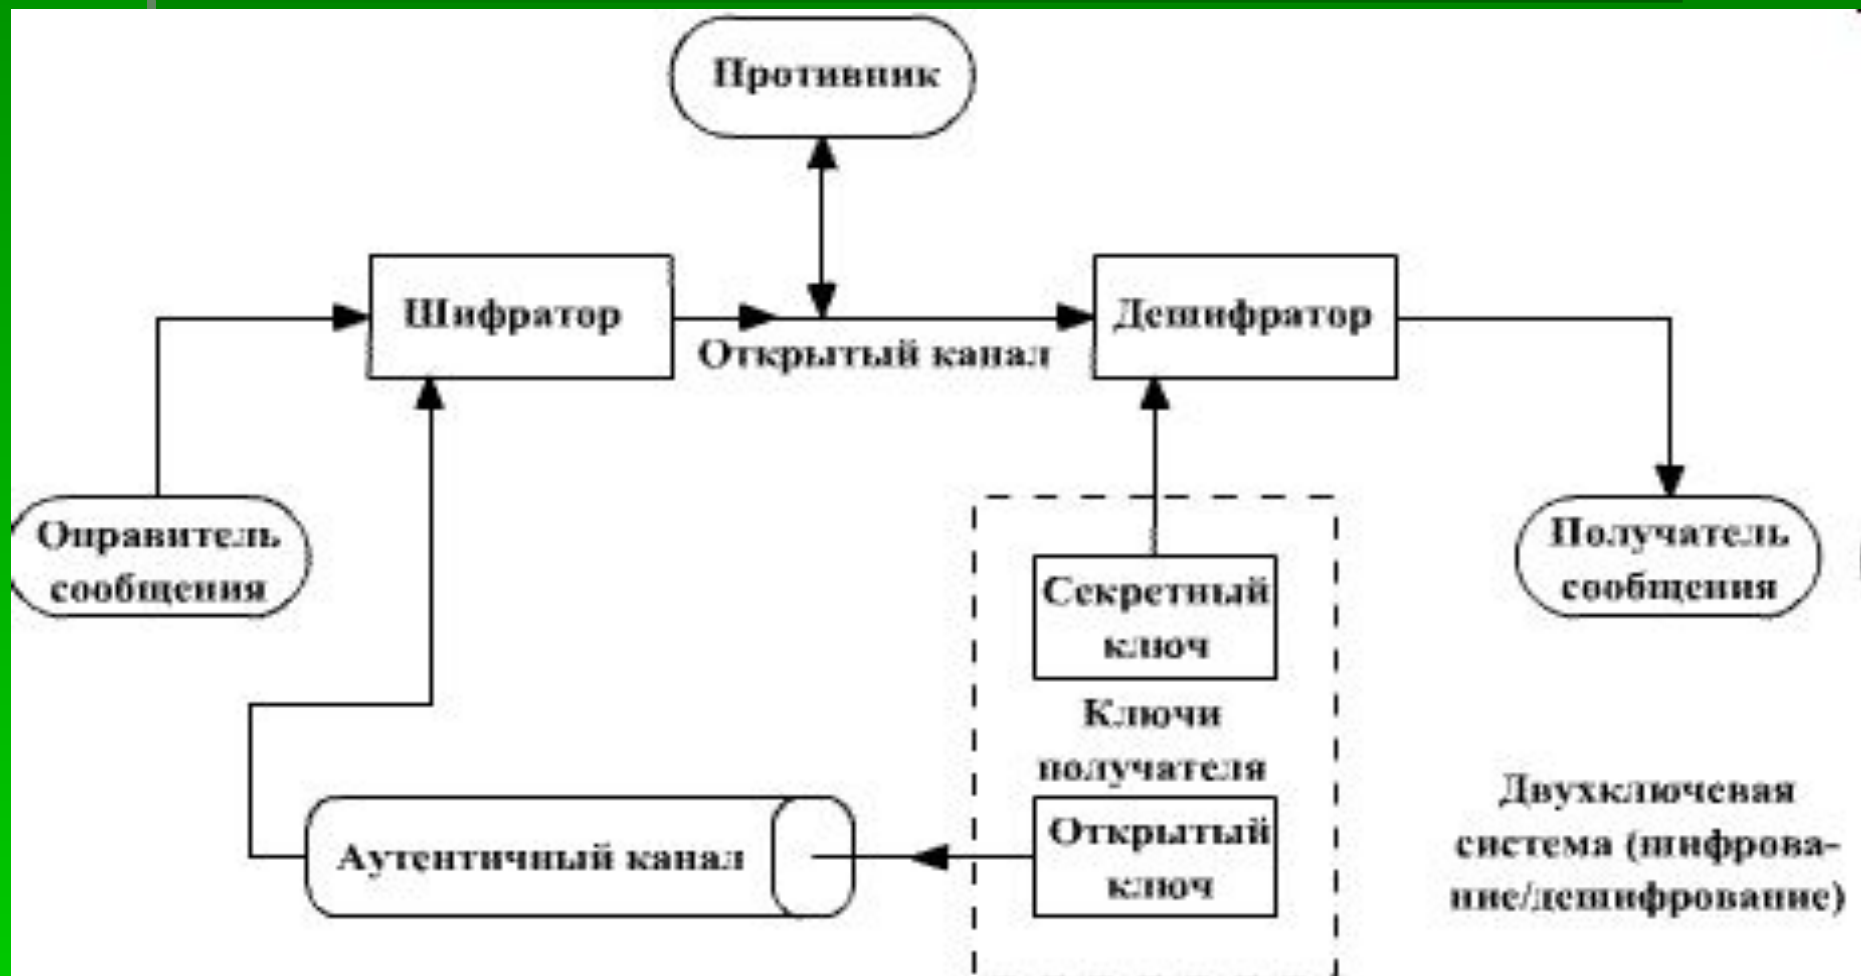 Противник
Шифратор
Дешифратор
Открытый канал
Оправитель
сообщения
Получатель
сообщения
Секретный
ключ
Ключи
получателя
Открытый
ключ
Аутентичный канал
Двухключевая
система (шифрова-
ние/дешифрование)